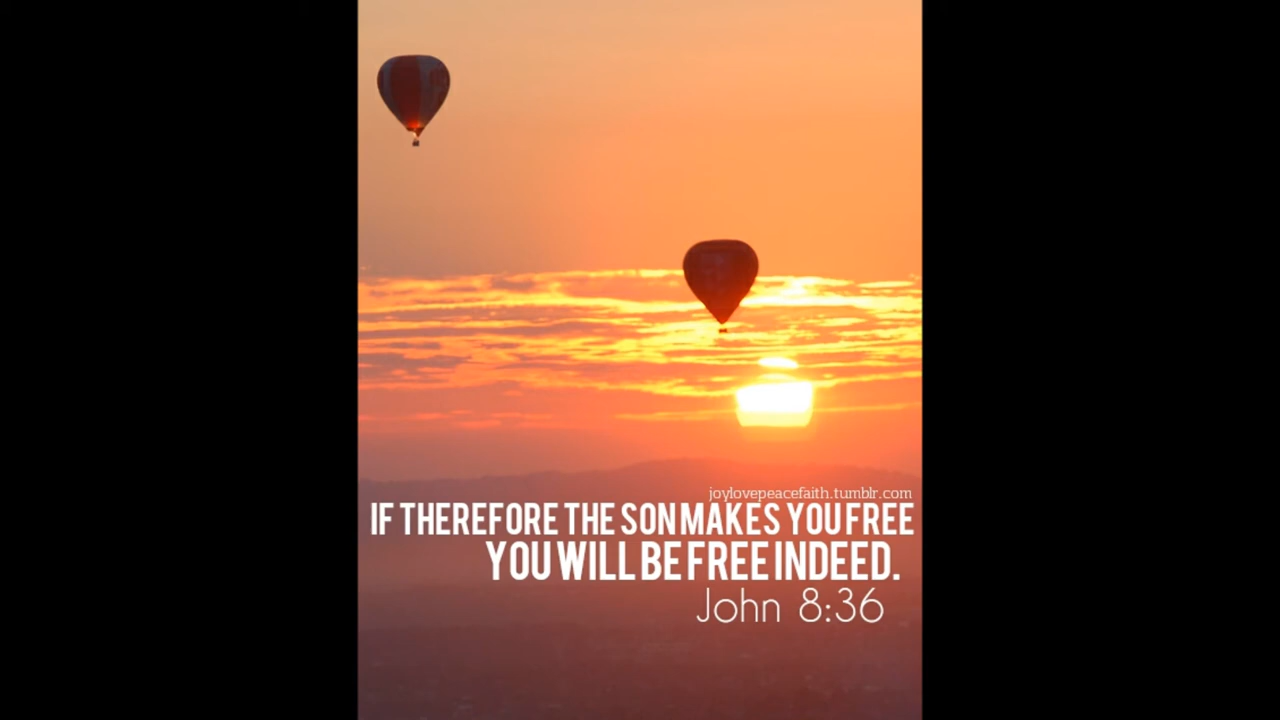 joylovepeacefaith.tumblr.com
IF THEREFORE THE SON MAKES YOU FREE
YOU WILL BE FREE INDEED.
John 8:36